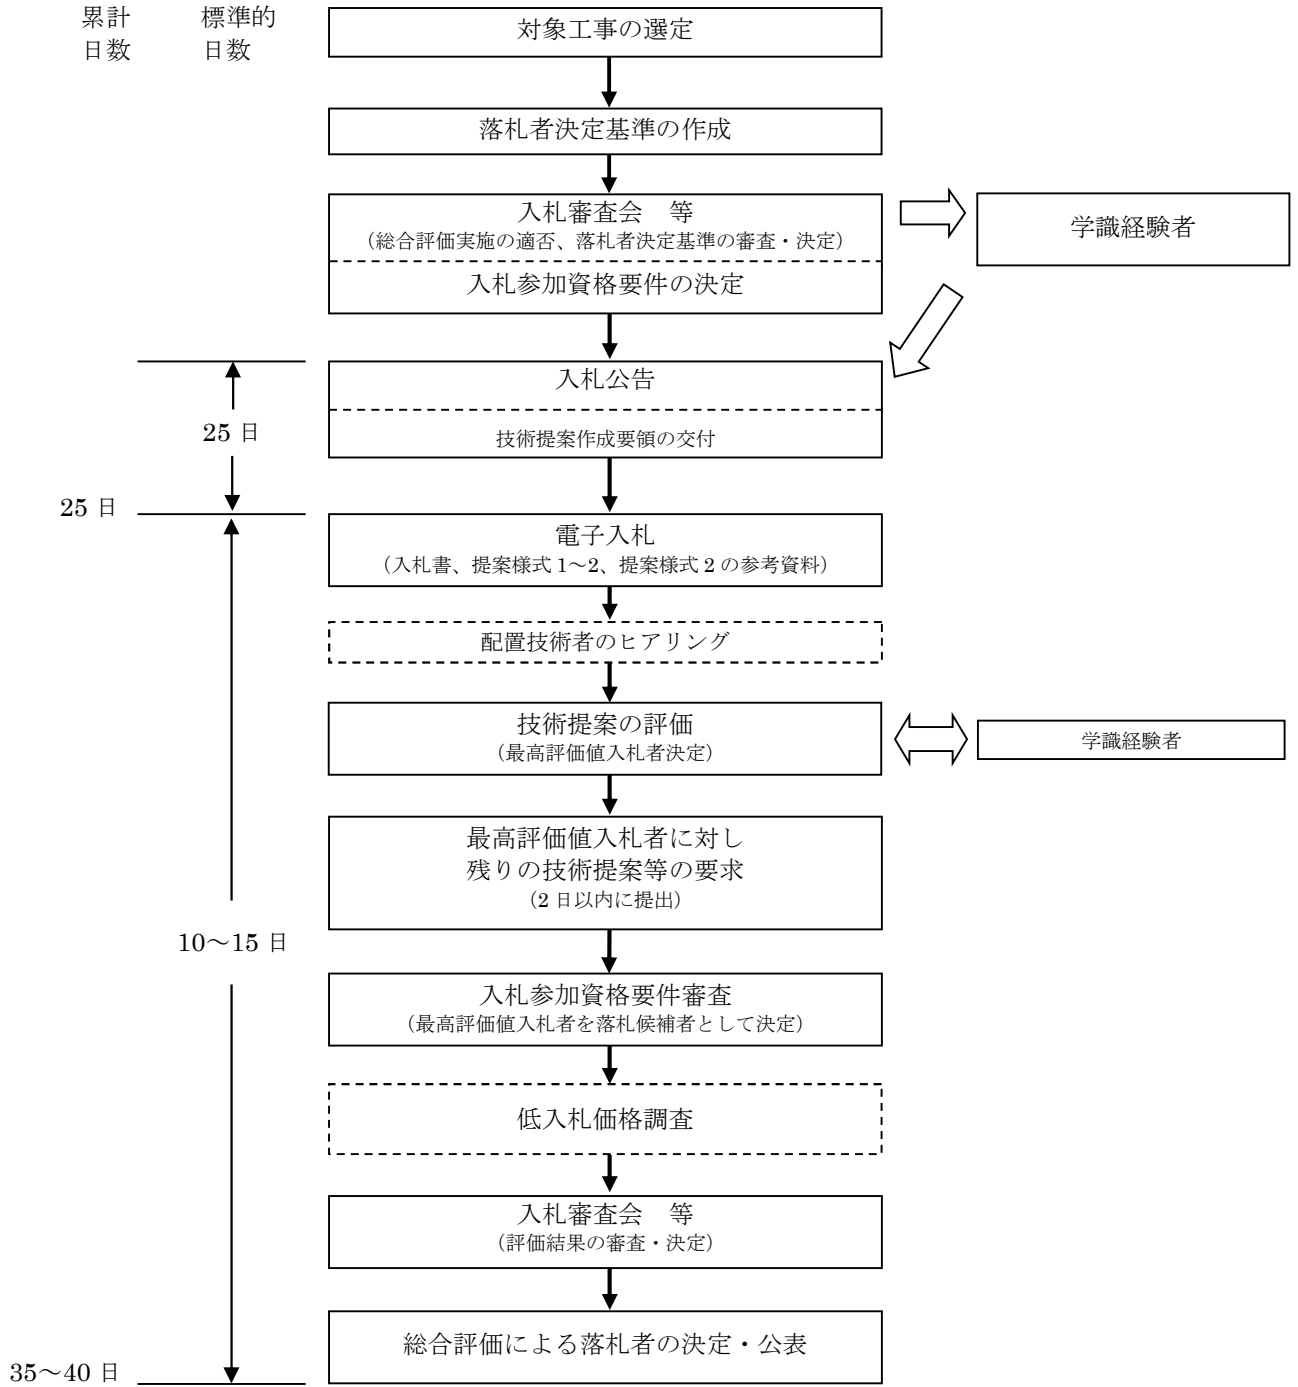 累計
日数
標準的
日数
対象工事の選定
落札者決定基準の作成
入札審査会　等
（総合評価実施の適否、落札者決定基準の審査・決定）
入札参加資格要件の決定
学識経験者
入札公告
技術提案作成要領の交付
25 日
25 日
電子入札
（入札書、提案様式 1～2、提案様式 2 の参考資料）
配置技術者のヒアリング
技術提案の評価
（最高評価値入札者決定）
学識経験者
最高評価値入札者に対し
残りの技術提案等の要求
（2 日以内に提出）
10～15 日
入札参加資格要件審査
（最高評価値入札者を落札候補者として決定）
低入札価格調査
入札審査会　等
（評価結果の審査・決定）
総合評価による落札者の決定・公表
35～40 日